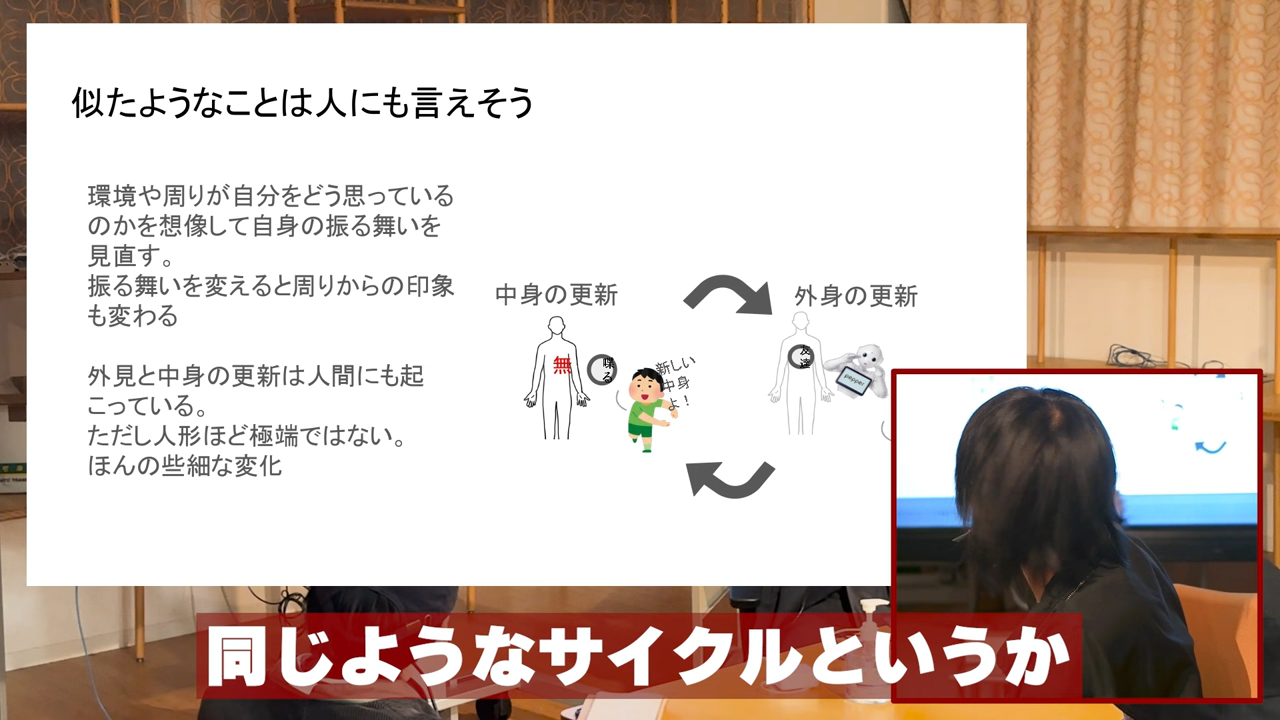 似たようなことは人にも言えそう
環境や周りが自分をどう思っている
のかを想像して自身の振る舞いを
見直す。
振る舞いを変えると周りからの印象
も変わる
外見と中身の更新は人間にも起
こっている。
ただし人形ほど極端ではない。
ほんの些細な変化
中身の更新
無
喋る
新しい
中身
よ！
外身の更新
友達
pepper
同じようなサイクルというか